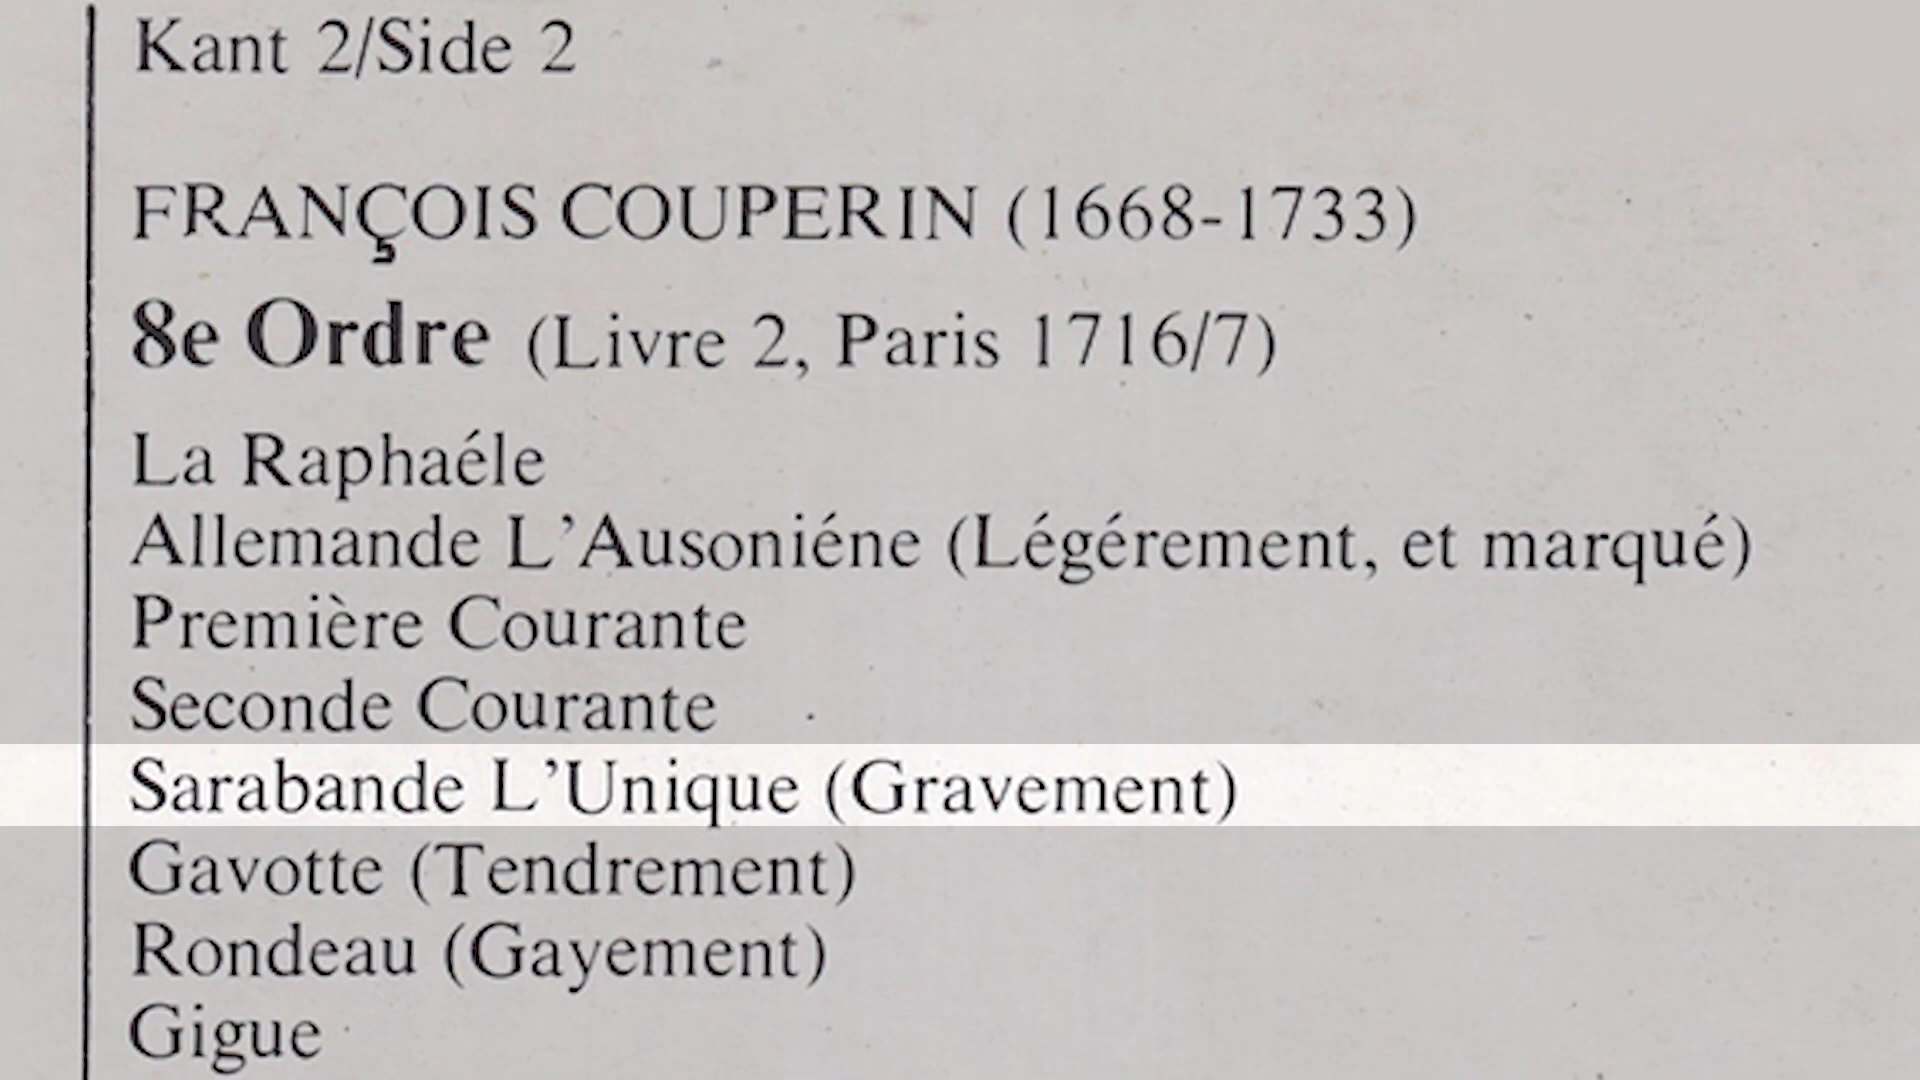 Kant 2/Side 2
FRANÇOIS COUPERIN (1668-1733)
8e Ordre (Livre 2, Paris 1716/7)
La Raphaéle
Allemande L’Ausoniéne (Légérement, et marqué)
Première Courante
Seconde Courante
Sarabande L’Unique (Gravement)
Gavotte (Tendrement)
Rondeau (Gayement)
Gigue